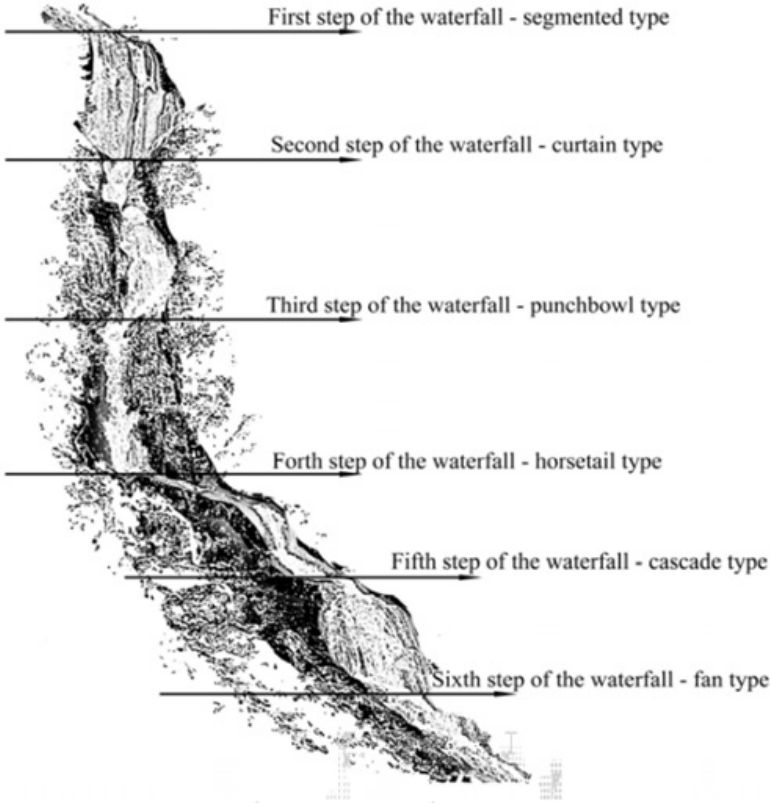 First step of the waterfall - segmented type
Second step of the waterfall - curtain type
Third step of the waterfall - punchbowl type
Forth step of the waterfall - horsetail type
Fifth step of the waterfall - cascade type
Sixth step of the waterfall - fan type